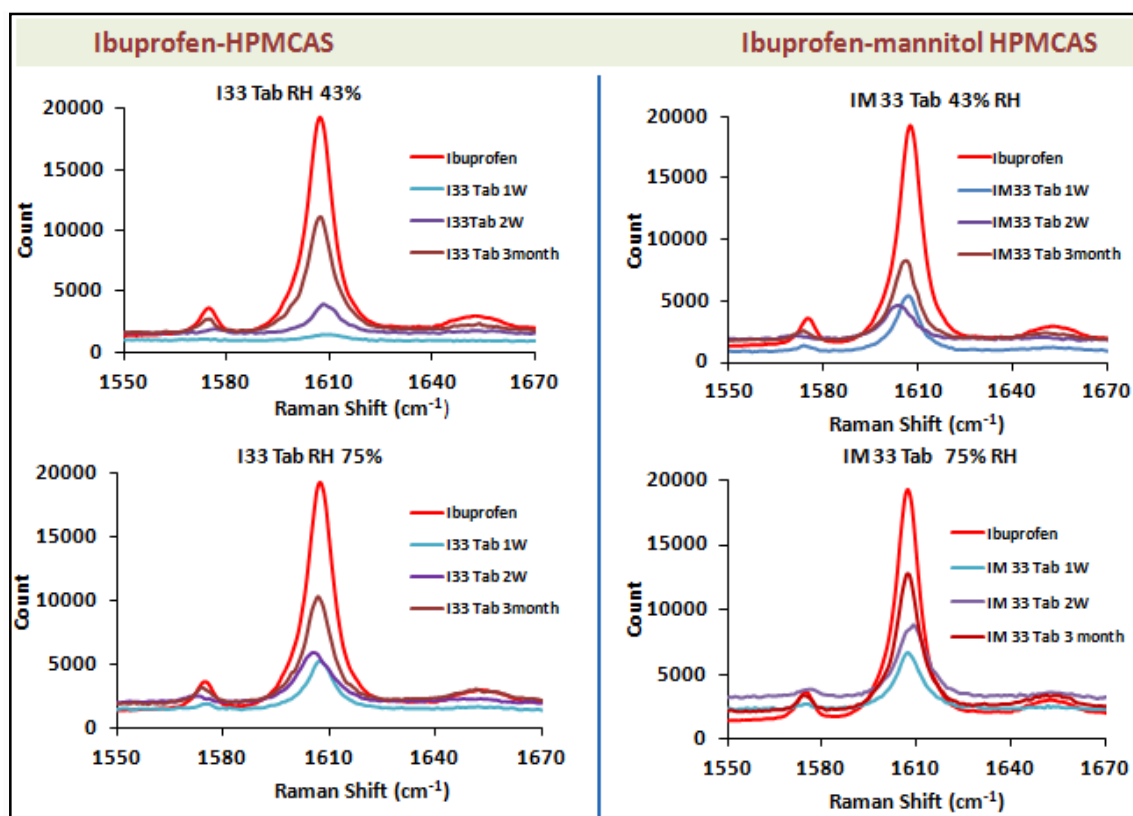 Ibuprofen-HPMCAS
Ibuprofen-mannitol HPMCAS
I33 Tab RH 43%
20000
15000
10000
5000
0
Count
1550 1580 1610 1640 1670
Raman Shift (cm⁻¹)
Ibuprofen
I33 Tab 1W
I33Tab 2W
I33 Tab 3month
IM 33 Tab 43% RH
20000
15000
10000
5000
0
Count
1550 1580 1610 1640 1670
Raman Shift (cm⁻¹)
Ibuprofen
IM33 Tab 1W
IM33 Tab 2W
IM33 Tab 3month
I33 Tab RH 75%
20000
15000
10000
5000
0
Count
1550 1580 1610 1640 1670
Raman Shift (cm⁻¹)
Ibuprofen
I33 Tab 1W
I33 Tab 2W
I33 Tab 3month
IM 33 Tab 75% RH
20000
15000
10000
5000
0
Count
1550 1580 1610 1640 1670
Raman Shift (cm⁻¹)
Ibuprofen
IM 33 Tab 1W
IM 33 Tab 2W
IM 33 Tab 3 month